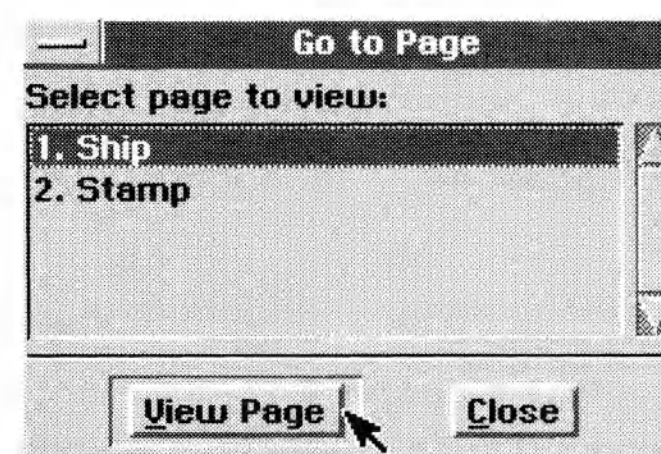 Go to Page
Select page to view:
1. Ship
2. Stamp
View Page
Close